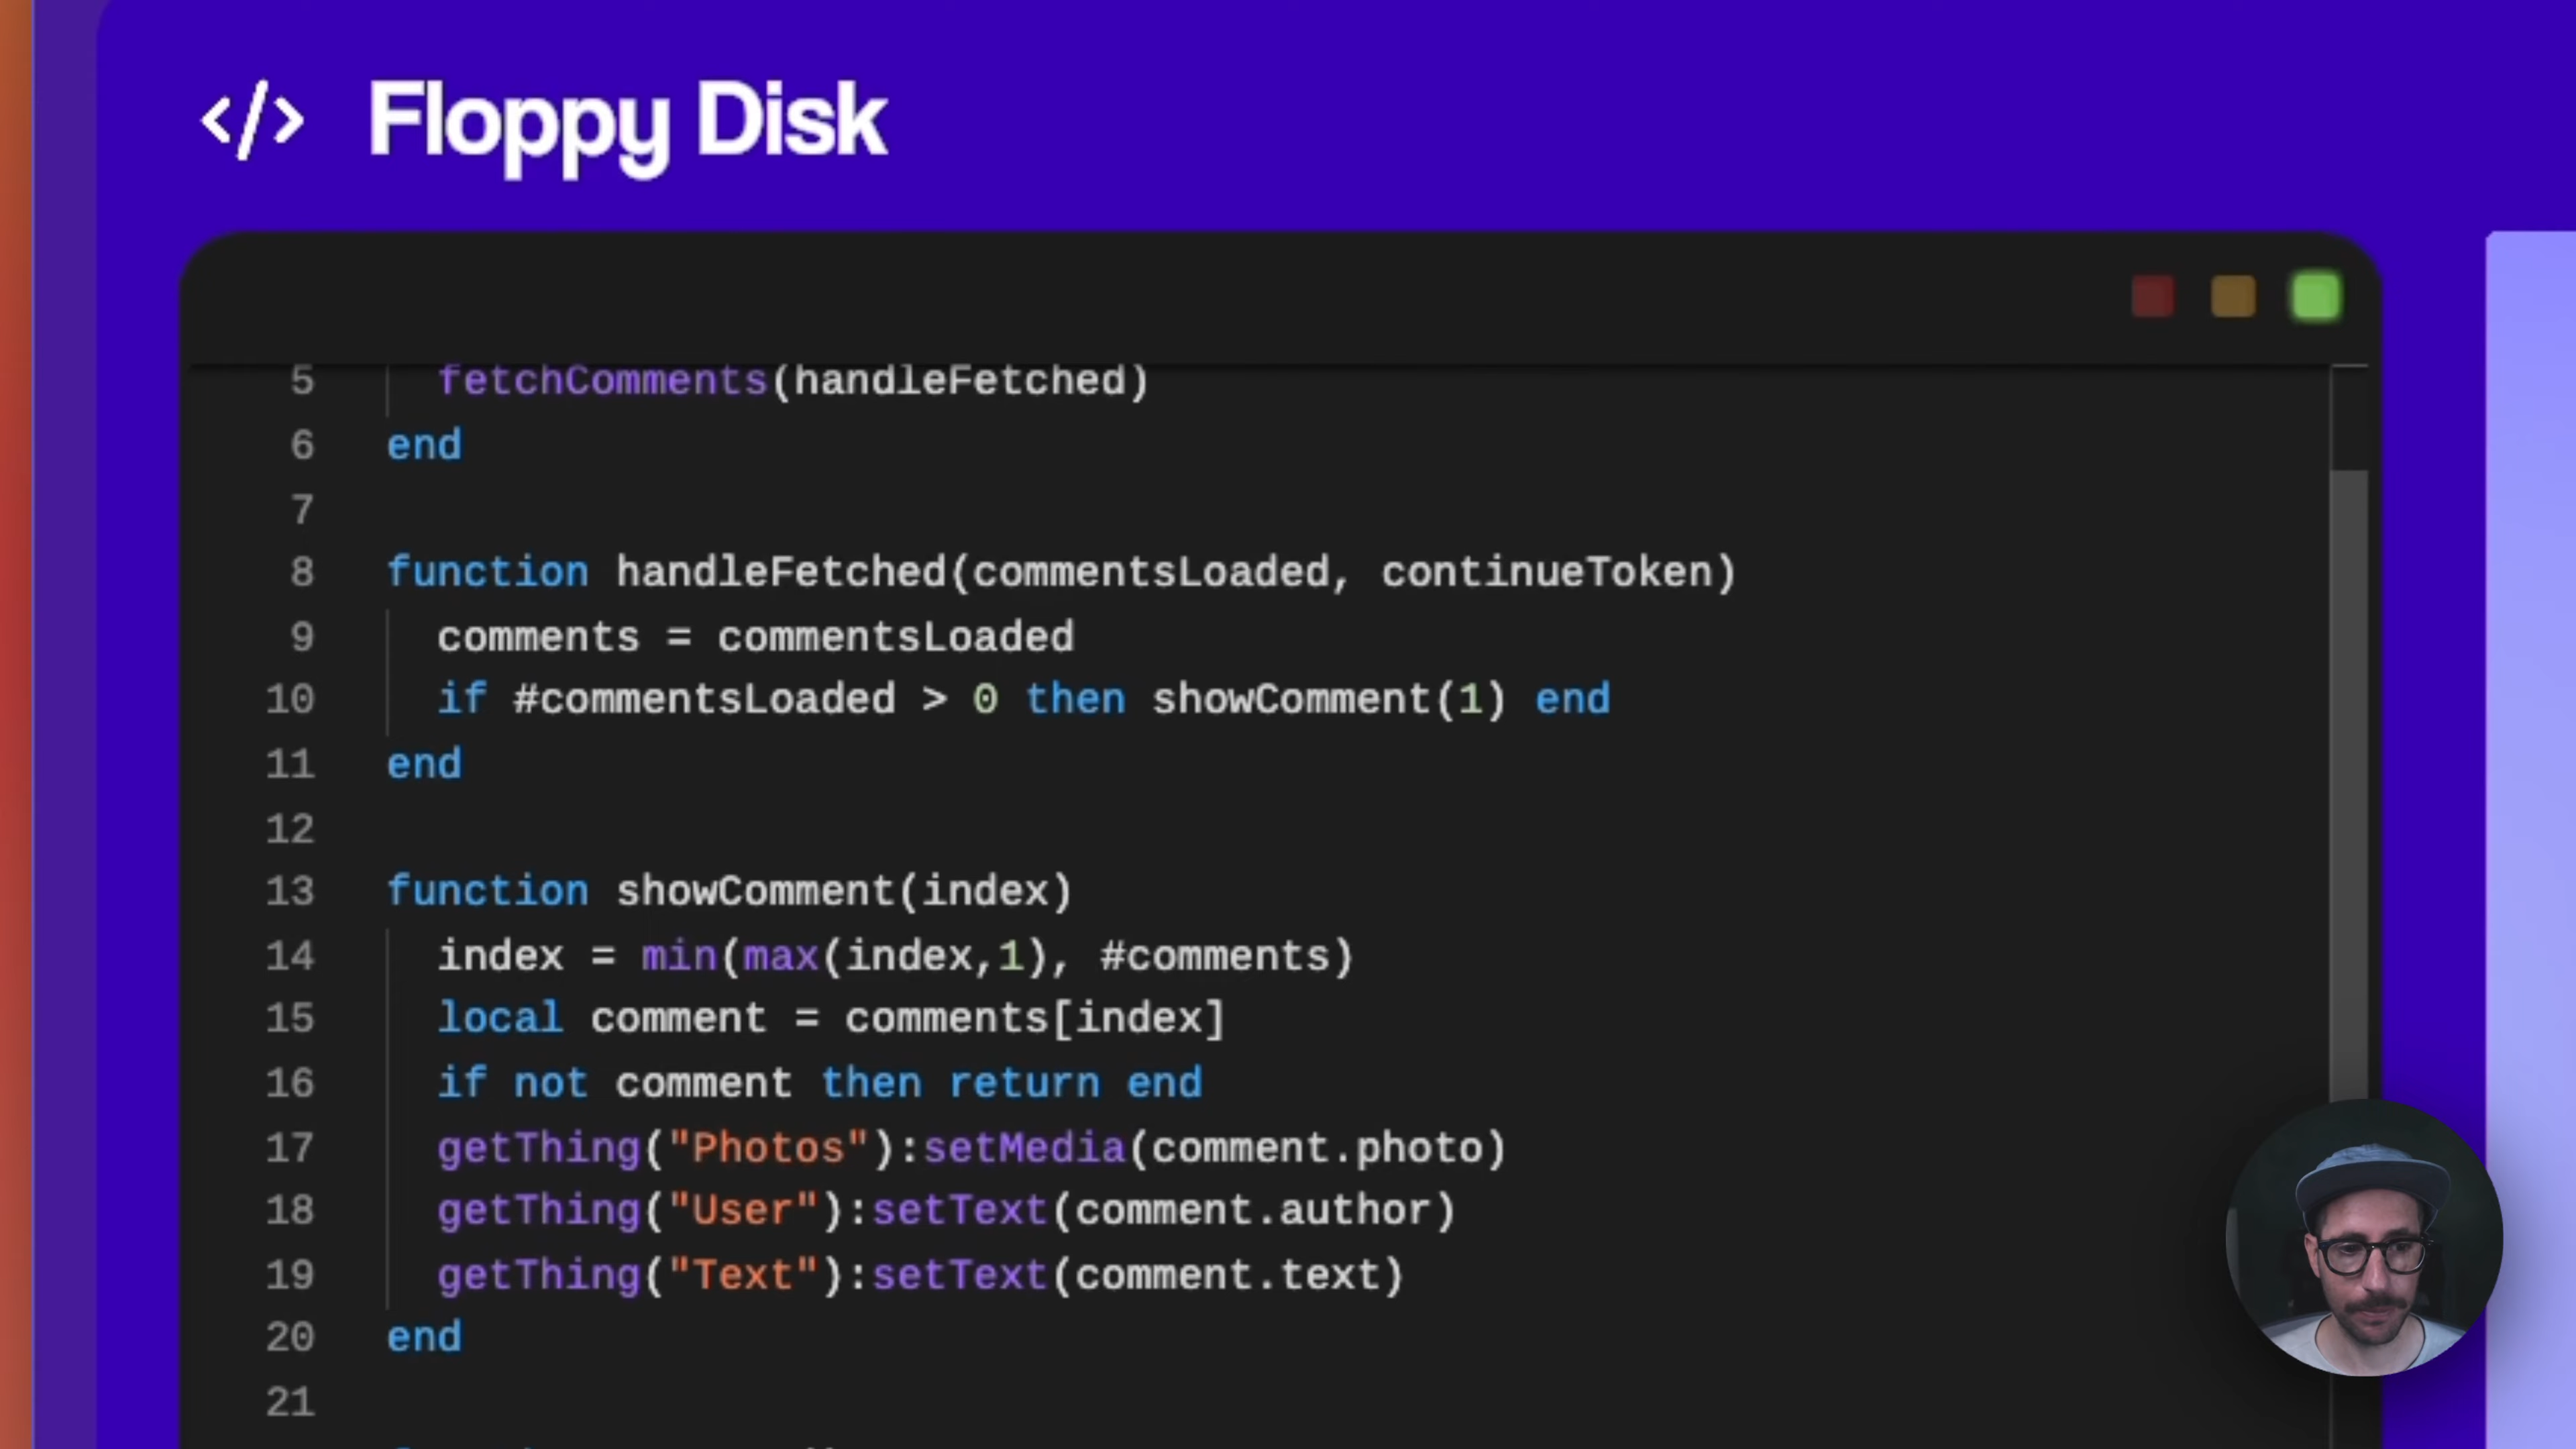 </> Floppy Disk
5 fetchComments(handleFetched)
6 end
7
8 function handleFetched(commentsLoaded, continueToken)
9 comments = commentsLoaded
10 if #commentsLoaded > 0 then showComment(1) end
11 end
12
13 function showComment(index)
14 index = min(max(index,1), #comments)
15 local comment = comments[index]
16 if not comment then return end
17 getThing("Photos"):setMedia(comment.photo)
18 getThing("User"):setText(comment.author)
19 getThing("Text"):setText(comment.text)
20 end
21